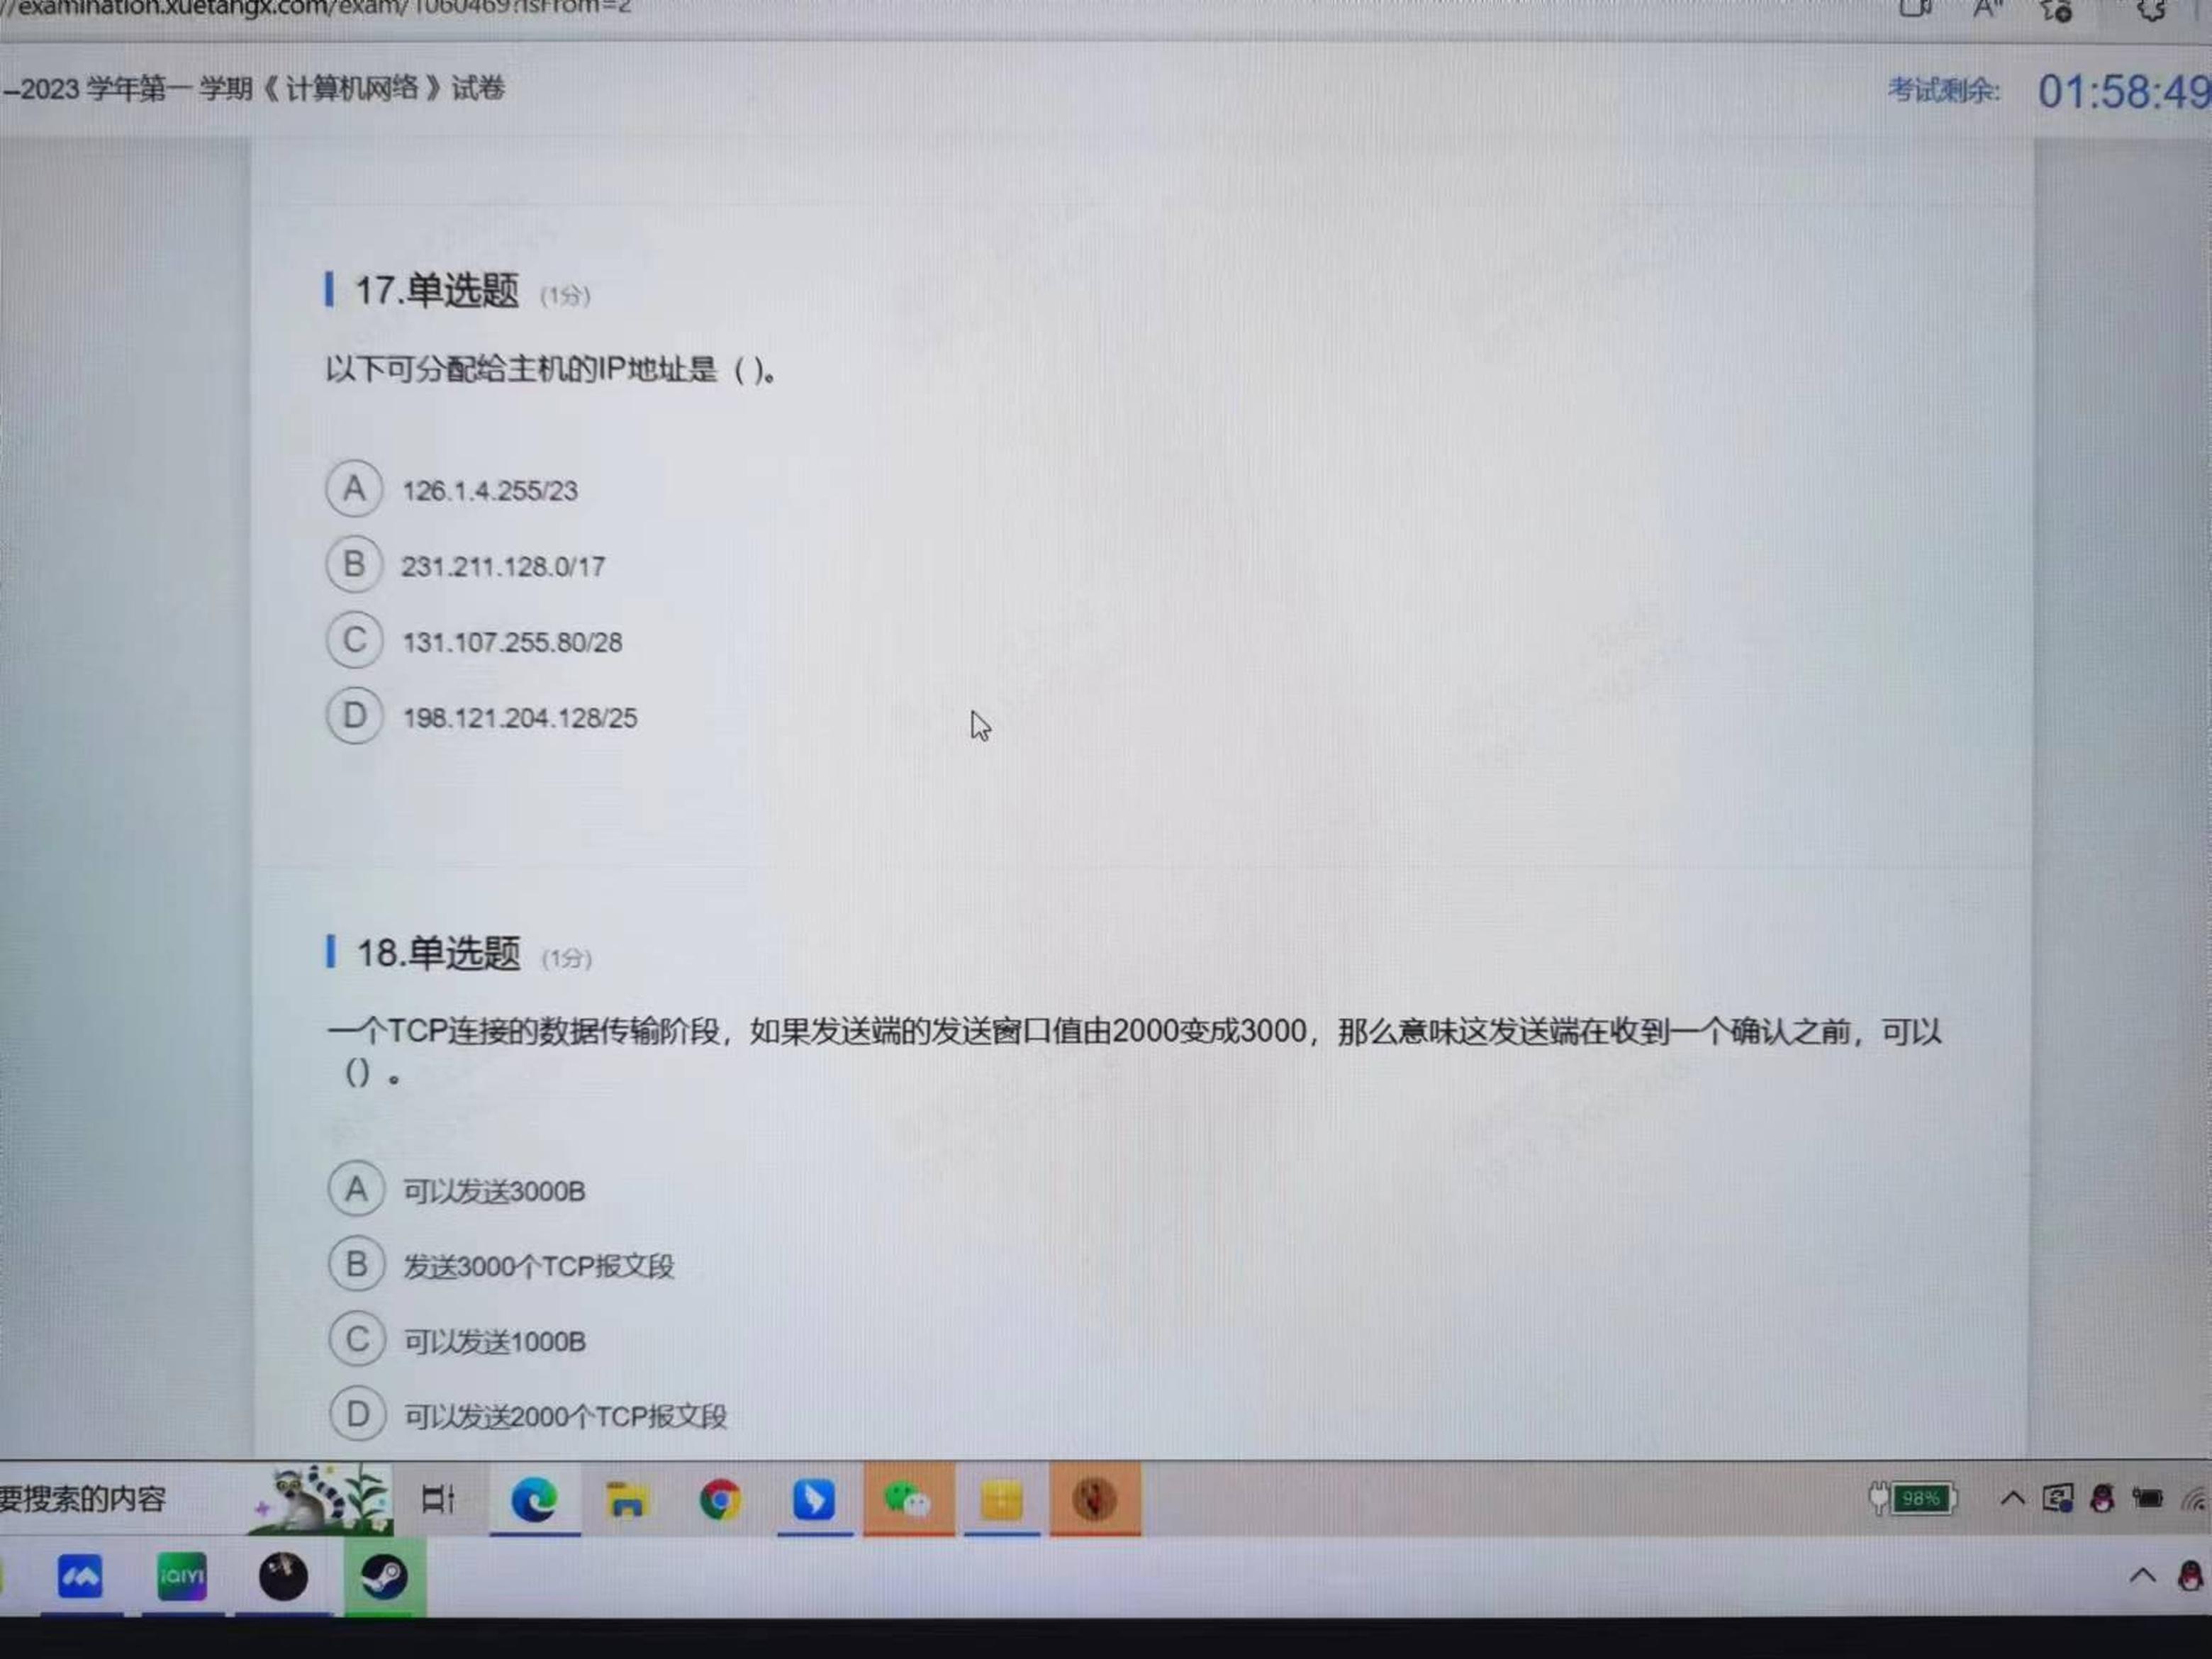 //examination.xuetangx.com/exam/1060469?isFrom=2
–2023 学年第一 学期《 计算机网络 》试卷
考试剩余: 01:58:49
17.单选题 (1分)
以下可分配给主机的IP地址是（ ）。
A 126.1.4.255/23
B 231.211.128.0/17
C 131.107.255.80/28
D 198.121.204.128/25
18.单选题 (1分)
一个TCP连接的数据传输阶段，如果发送端的发送窗口值由2000变成3000，那么意味这发送端在收到一个确认之前，可以
（）。
A 可以发送3000B
B 发送3000个TCP报文段
C 可以发送1000B
D 可以发送2000个TCP报文段
要搜索的内容
98%
iQIYI